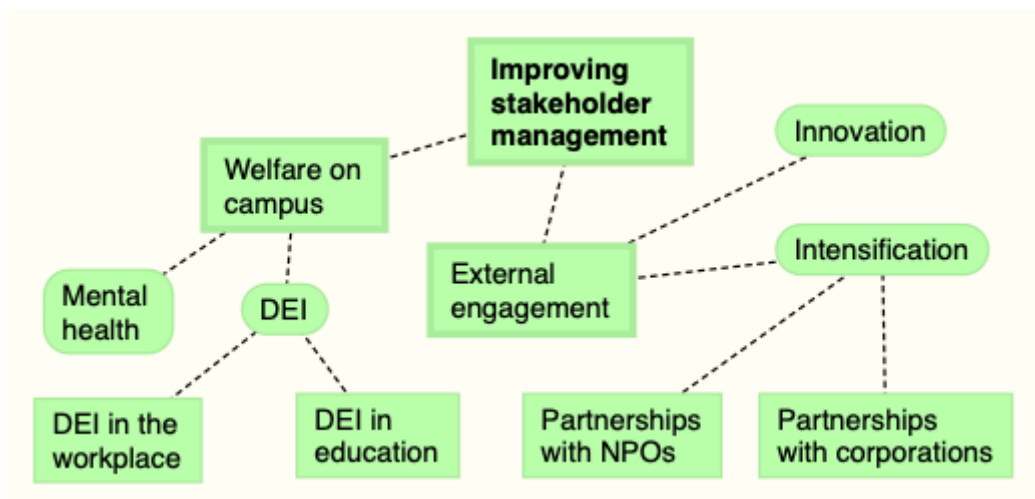 Improving
stakeholder
management
Welfare on
campus
Innovation
External
engagement
Intensification
Mental
health
DEI
DEI in the
workplace
DEI in
education
Partnerships
with NPOs
Partnerships
with corporations